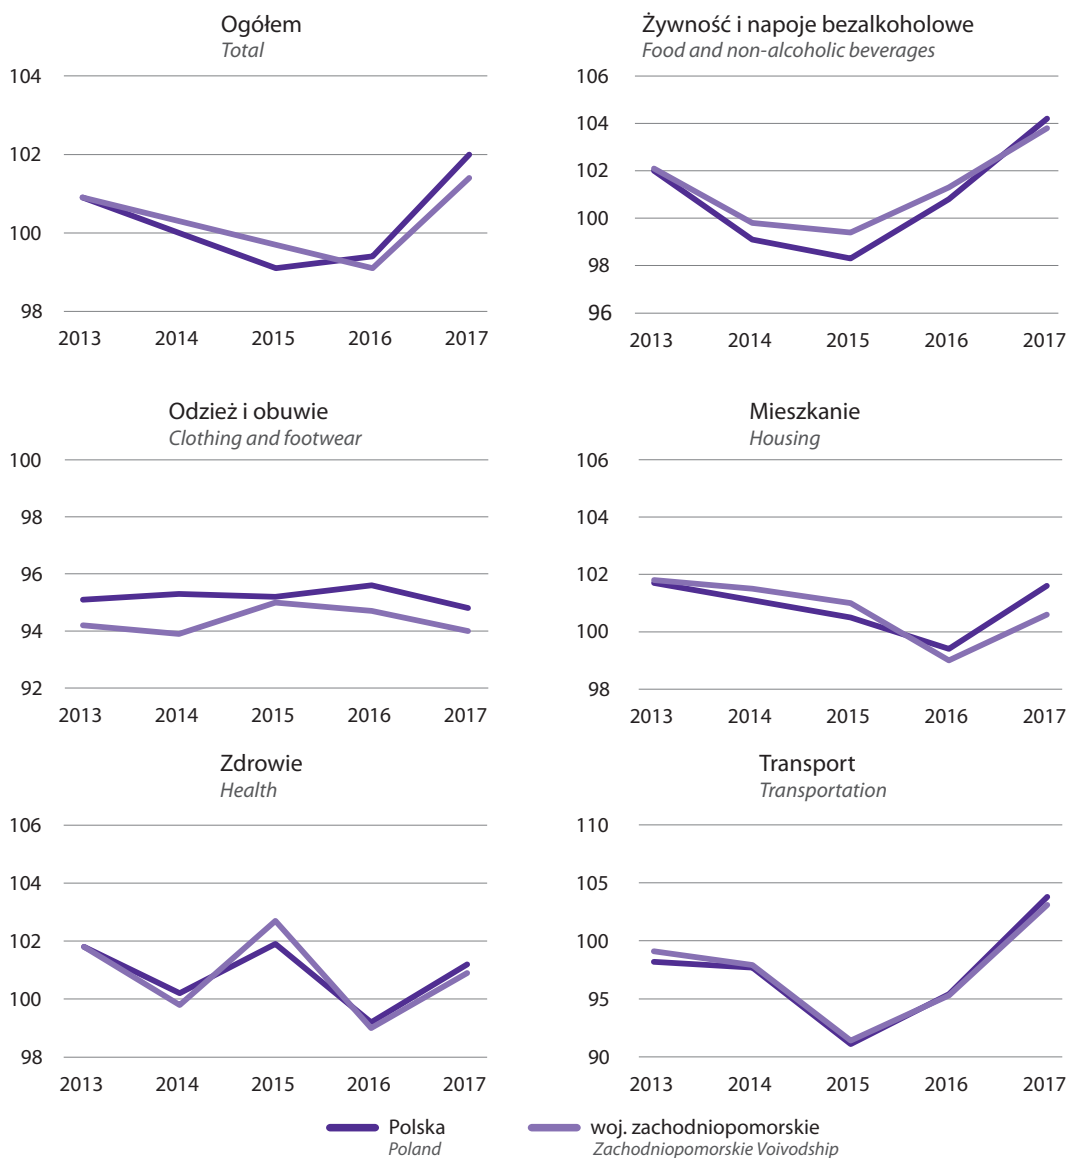 Ogółem
Total
104
102
100
98
2013 2014 2015 2016 2017
Żywność i napoje bezalkoholowe
Food and non-alcoholic beverages
106
104
102
100
98
96
2013 2014 2015 2016 2017
Odzież i obuwie
Clothing and footwear
100
98
96
94
92
2013 2014 2015 2016 2017
Mieszkanie
Housing
106
104
102
100
98
2013 2014 2015 2016 2017
Zdrowie
Health
106
104
102
100
98
2013 2014 2015 2016 2017
Transport
Transportation
110
105
100
95
90
2013 2014 2015 2016 2017
Polska
Poland
woj. zachodniopomorskie
Zachodniopomorskie Voivodship